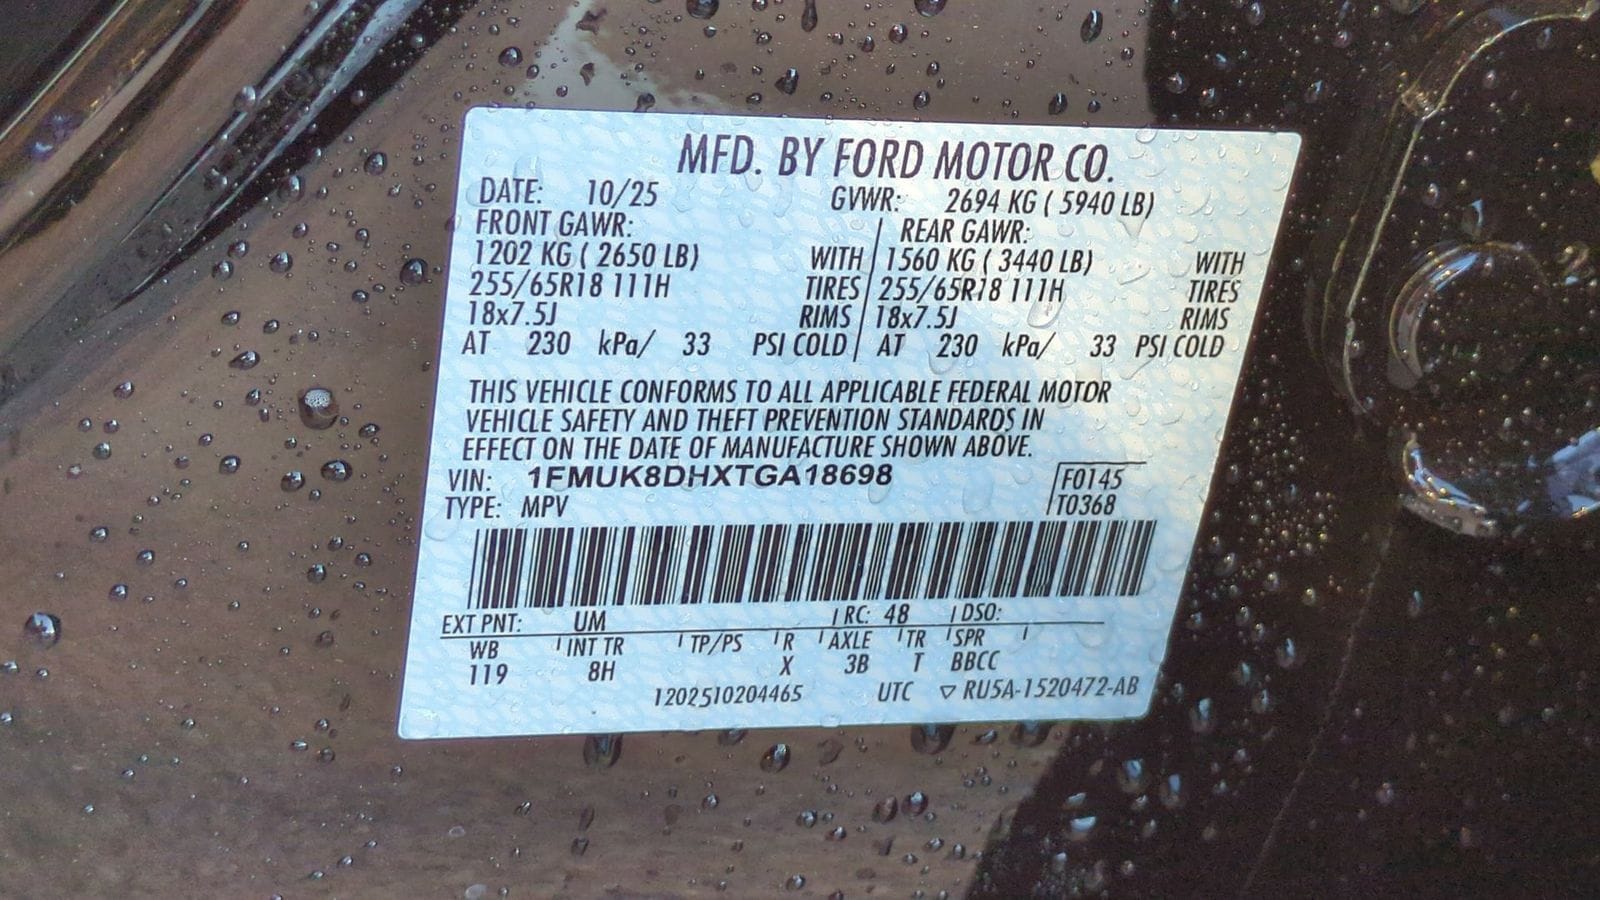 MFD. BY FORD MOTOR CO.
DATE: 10/25 GVWR: 2694 KG ( 5940 LB)
FRONT GAWR: REAR GAWR:
1202 KG ( 2650 LB) WITH 1560 KG ( 3440 LB) WITH
255/65R18 111H TIRES 255/65R18 111H TIRES
18x7.5J RIMS 18x7.5J RIMS
AT 230 kPa/ 33 PSI COLD AT 230 kPa/ 33 PSI COLD
THIS VEHICLE CONFORMS TO ALL APPLICABLE FEDERAL MOTOR
VEHICLE SAFETY AND THEFT PREVENTION STANDARDS IN
EFFECT ON THE DATE OF MANUFACTURE SHOWN ABOVE.
VIN: 1FMUK8DHXTGA18698 F0145
TYPE: MPV T0368
EXT PNT: UM RC: 48 DSO:
WB INT TR TP/PS R AXLE TR SPR
119 8H X 3B T BBCC
1202510204465 UTC ▽ RU5A-1520472-AB